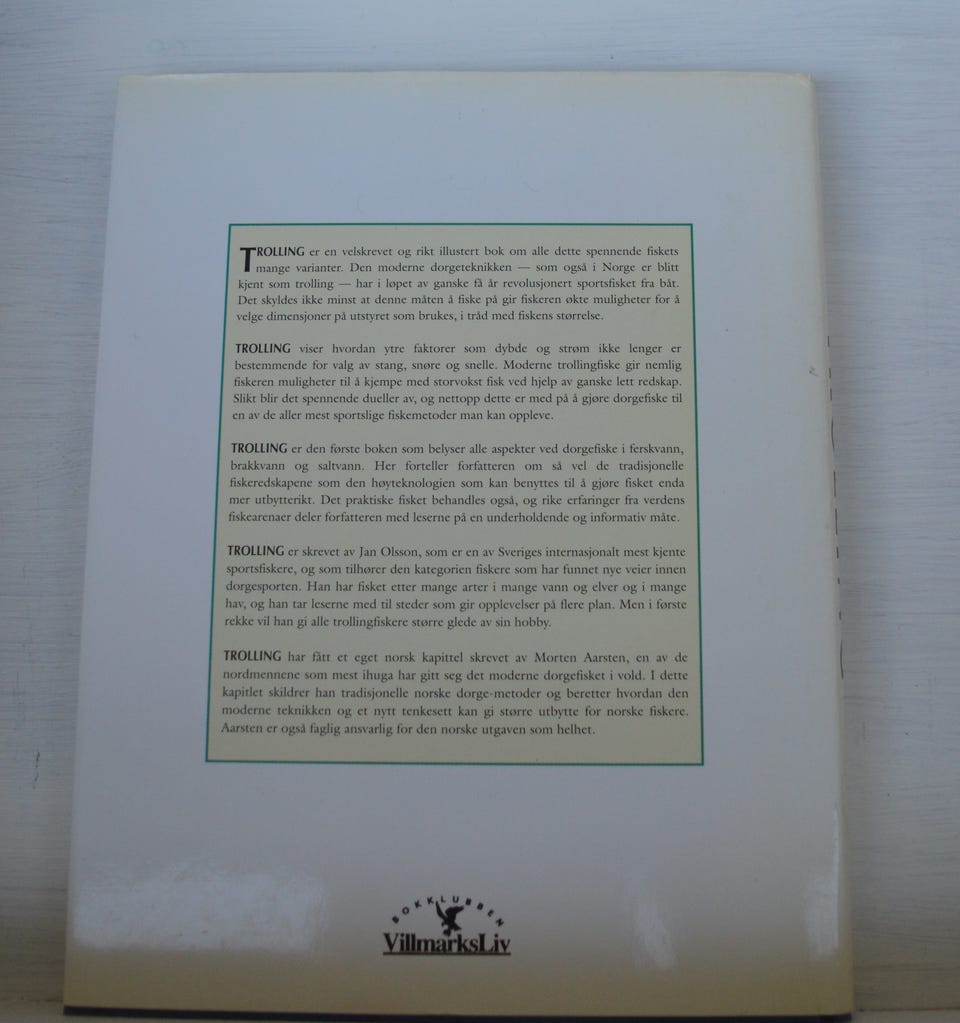 TROLLING er en velskrevet og rikt illustert bok om alle dette spennende fiskets
mange varianter. Den moderne dorgeteknikken — som også i Norge er blitt
kjent som trolling — har i løpet av ganske få år revolusjonert sportsfisket fra båt.
Det skyldes ikke minst at denne måten å fiske på gir fiskeren økte muligheter for å
velge dimensjoner på utstyret som brukes, i tråd med fiskens størrelse.
TROLLING viser hvordan ytre faktorer som dybde og strøm ikke lenger er
bestemmende for valg av stang, snøre og snelle. Moderne trollingfiske gir nemlig
fiskeren muligheter til å kjempe med storvokst fisk ved hjelp av ganske lett redskap.
Slikt blir det spennende dueller av, og nettopp dette er med på å gjøre dorgefiske til
en av de aller mest sportslige fiskemetoder man kan oppleve.
TROLLING er den første boken som belyser alle aspekter ved dorgefiske i ferskvann,
brakkvann og saltvann. Her forteller forfatteren om så vel de tradisjonelle
fiskeredskapene som den høyteknologien som kan benyttes til å gjøre fisket enda
mer utbytterikt. Det praktiske fisket behandles også, og rike erfaringer fra verdens
fiskearenaer deler forfatteren med leserne på en underholdende og informativ måte.
TROLLING er skrevet av Jan Olsson, som er en av Sveriges internasjonalt mest kjente
sportsfiskere, og som tilhører den kategorien fiskere som har funnet nye veier innen
dorgesporten. Han har fisket etter mange arter i mange vann og elver og i mange
hav, og han tar leserne med til steder som gir opplevelser på flere plan. Men i første
rekke vil han gi alle trollingfiskere større glede av sin hobby.
TROLLING har fått et eget norsk kapittel skrevet av Morten Aarsten, en av de
nordmennene som mest ihuga har gitt seg det moderne dorgefisket i vold. I dette
kapitlet skildrer han tradisjonelle norske dorge-metoder og beretter hvordan den
moderne teknikken og et nytt tenkesett kan gi større utbytte for norske fiskere.
Aarsten er også faglig ansvarlig for den norske utgaven som helhet.
BOKKLUBBEN
VillmarksLiv